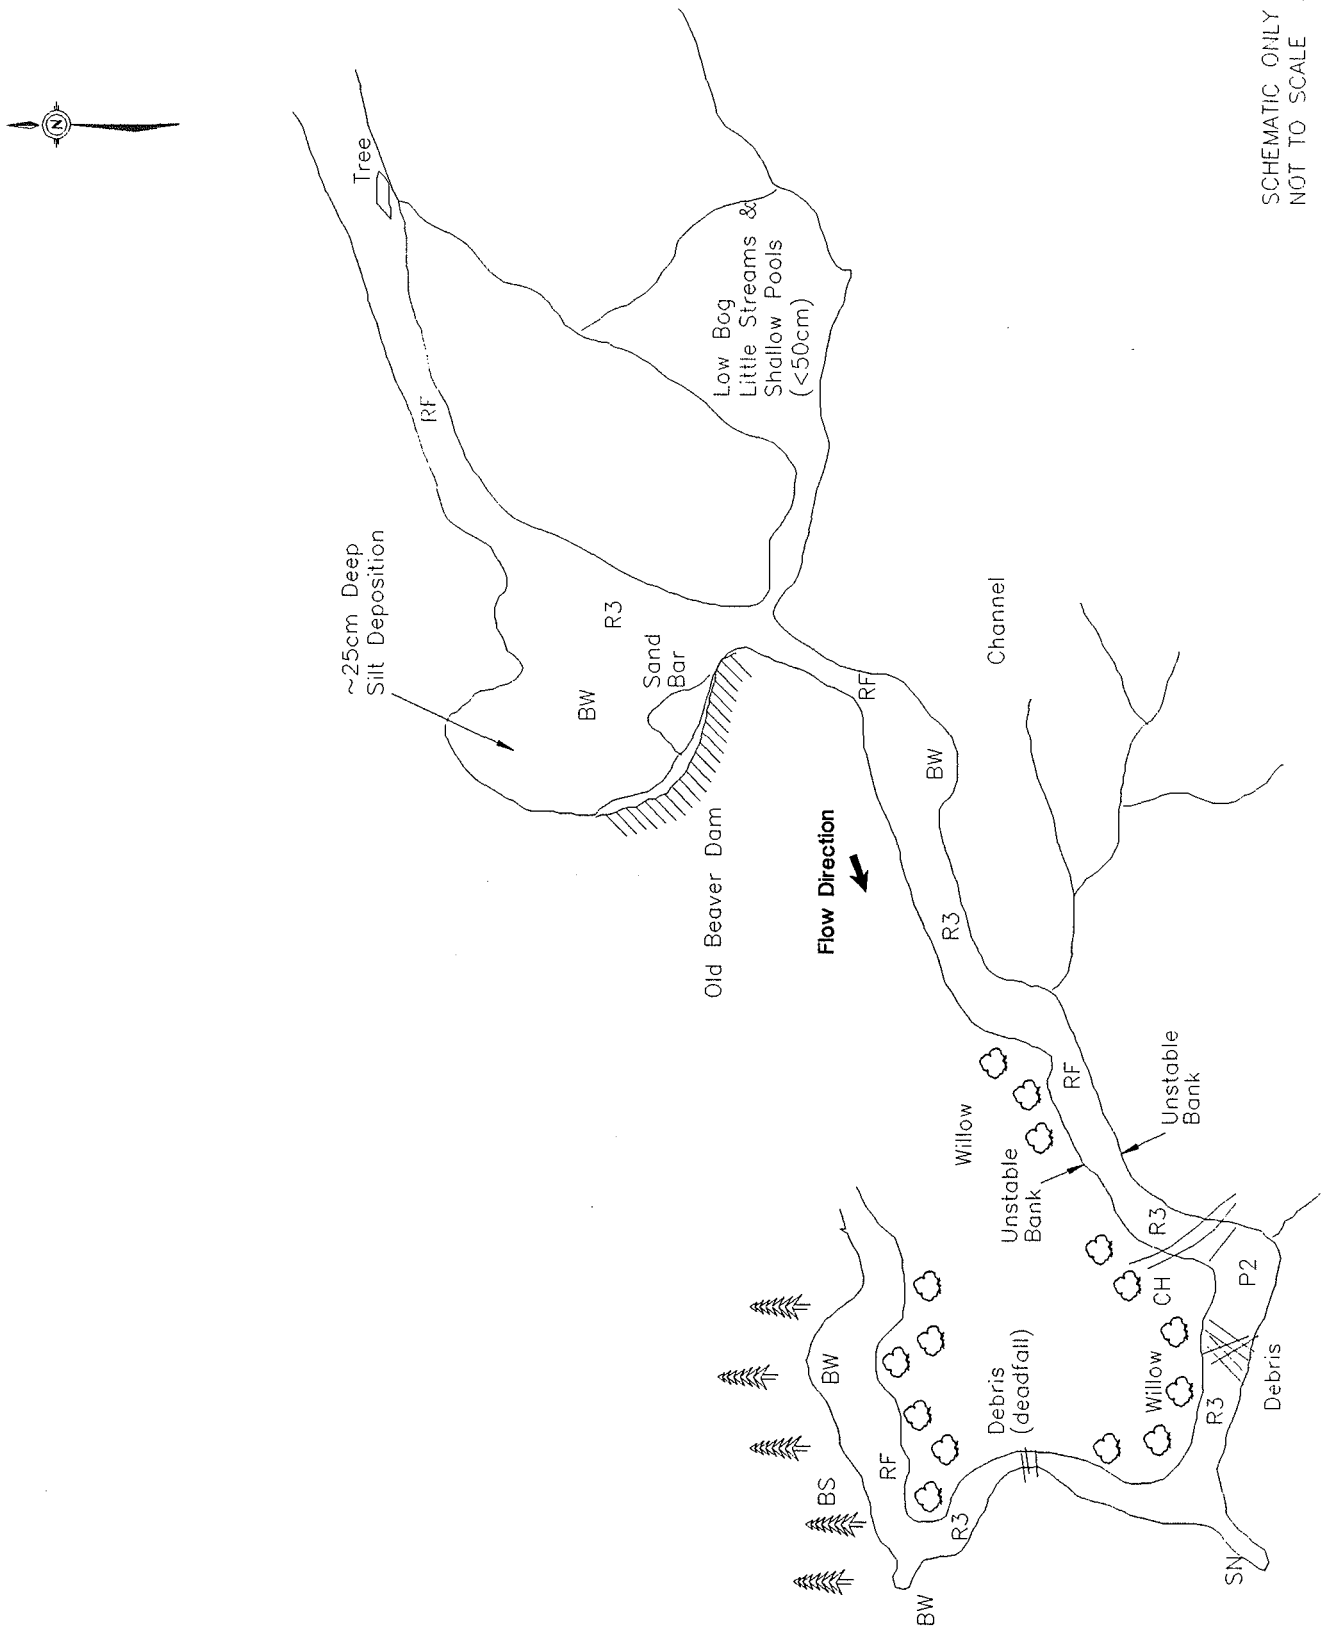 N
SCHEMATIC ONLY
NOT TO SCALE
Tree
RF
Low Bog
Little Streams &
Shallow Pools
(<50cm)
~25cm Deep
Silt Deposition
R3
Sand
Bar
BW
Old Beaver Dam
RF
BW
Channel
Flow Direction
R3
Willow
RF
Unstable
Bank
Unstable
Bank
R3
CH
P2
Willow
Debris
R3
Debris
(deadfall)
BW
RF
BS
R3
BW
SN